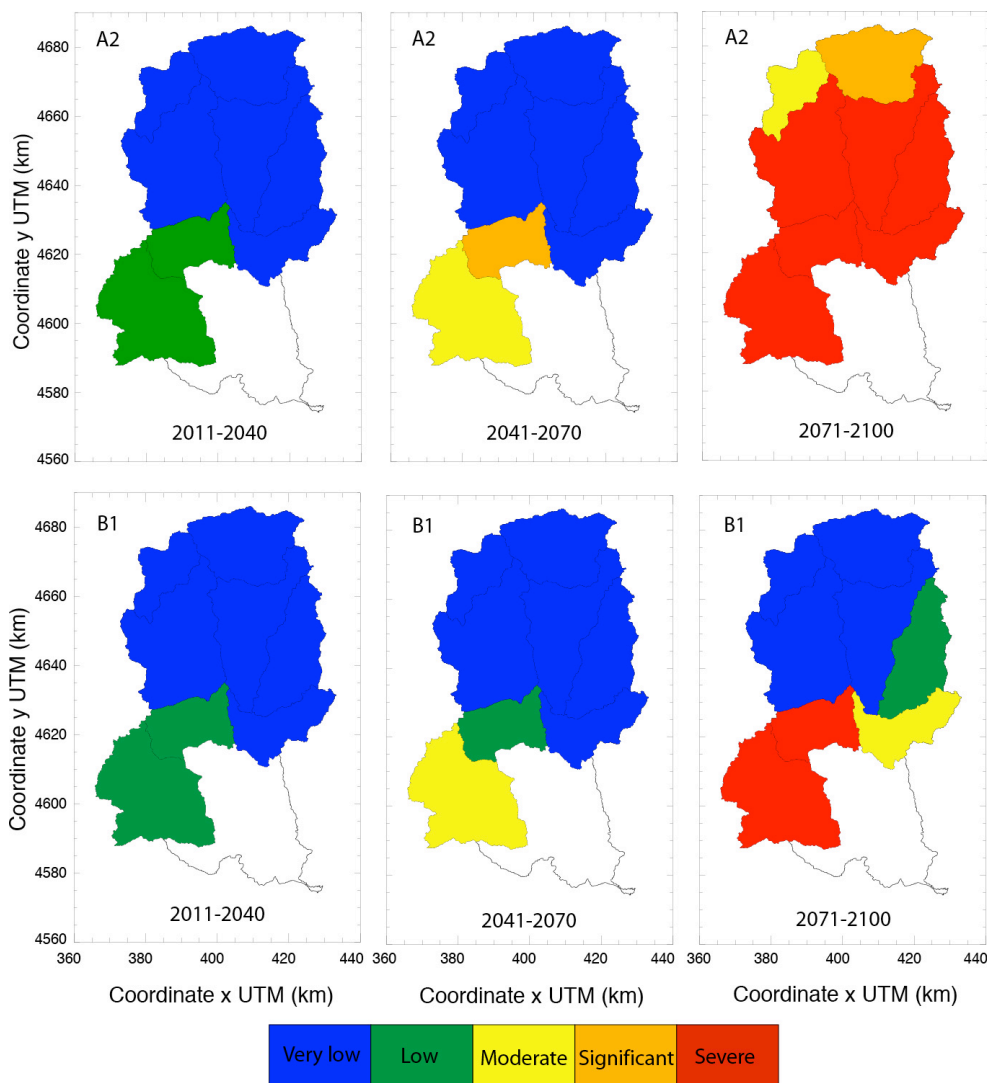 A2
A2
A2
4680
4660
4640
4620
4600
4580
4560
Coordinate y UTM (km)
2011-2040
2041-2070
2071-2100
B1
B1
B1
4680
4660
4640
4620
4600
4580
4560
Coordinate y UTM (km)
2011-2040
2041-2070
2071-2100
360 380 400 420 440
360 380 400 420 440
360 380 400 420 440
Coordinate x UTM (km)
Coordinate x UTM (km)
Coordinate x UTM (km)
Very low Low Moderate Significant Severe